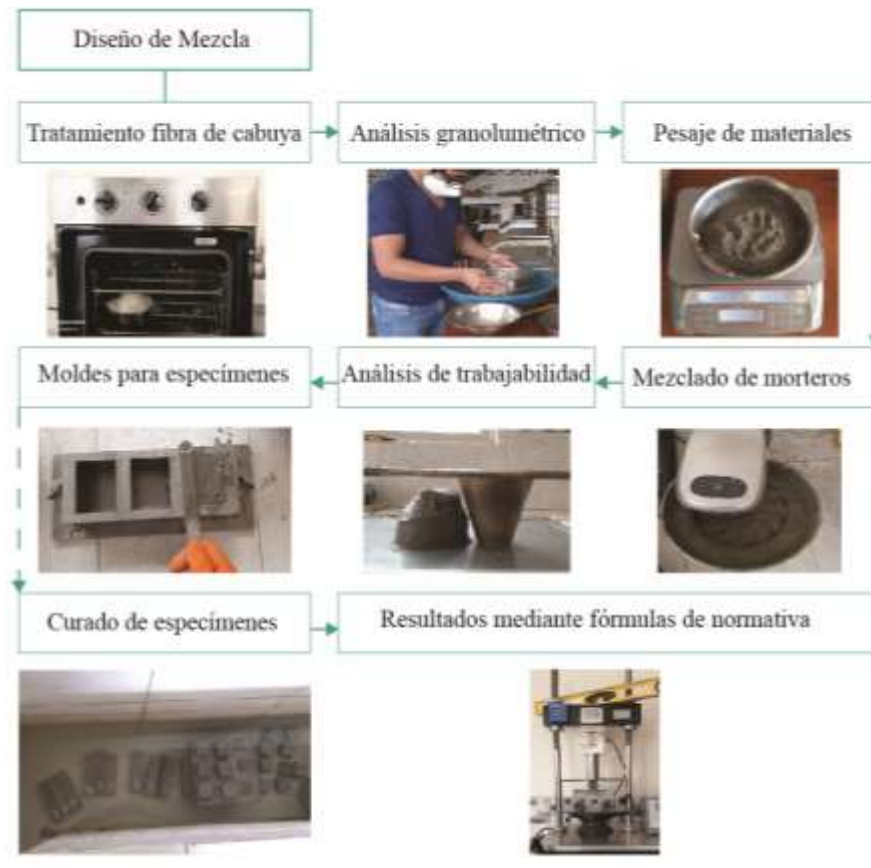 Diseño de Mezcla
Tratamiento fibra de cabuya
Análisis granolumétrico
Pesaje de materiales
Moldes para especímenes
Análisis de trabajabilidad
Mezclado de morteros
Curado de especímenes
Resultados mediante fórmulas de normativa